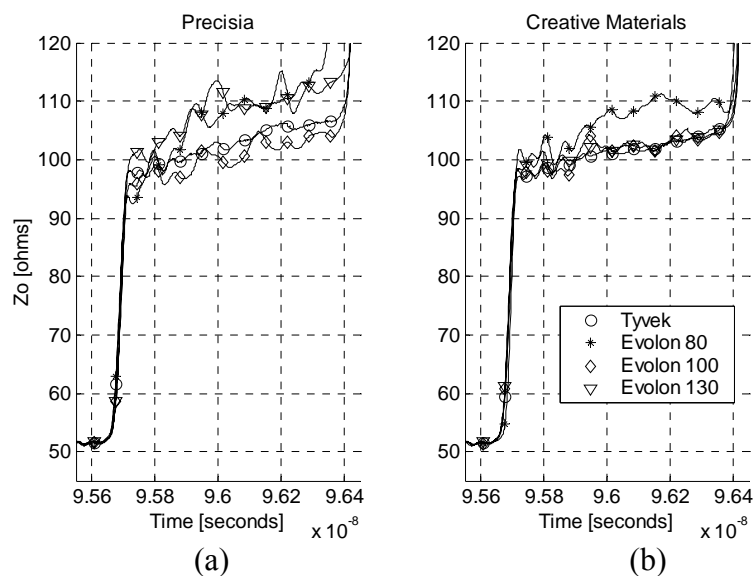 Precisia
120
110
100
90
80
70
60
50
Zo [ohms]
9.56 9.58 9.6 9.62 9.64
Time [seconds]
x 10^-8
(a)
Creative Materials
120
110
100
90
80
70
60
50
Tyvek
Evolon 80
Evolon 100
Evolon 130
9.56 9.58 9.6 9.62 9.64
Time [seconds]
x 10^-8
(b)